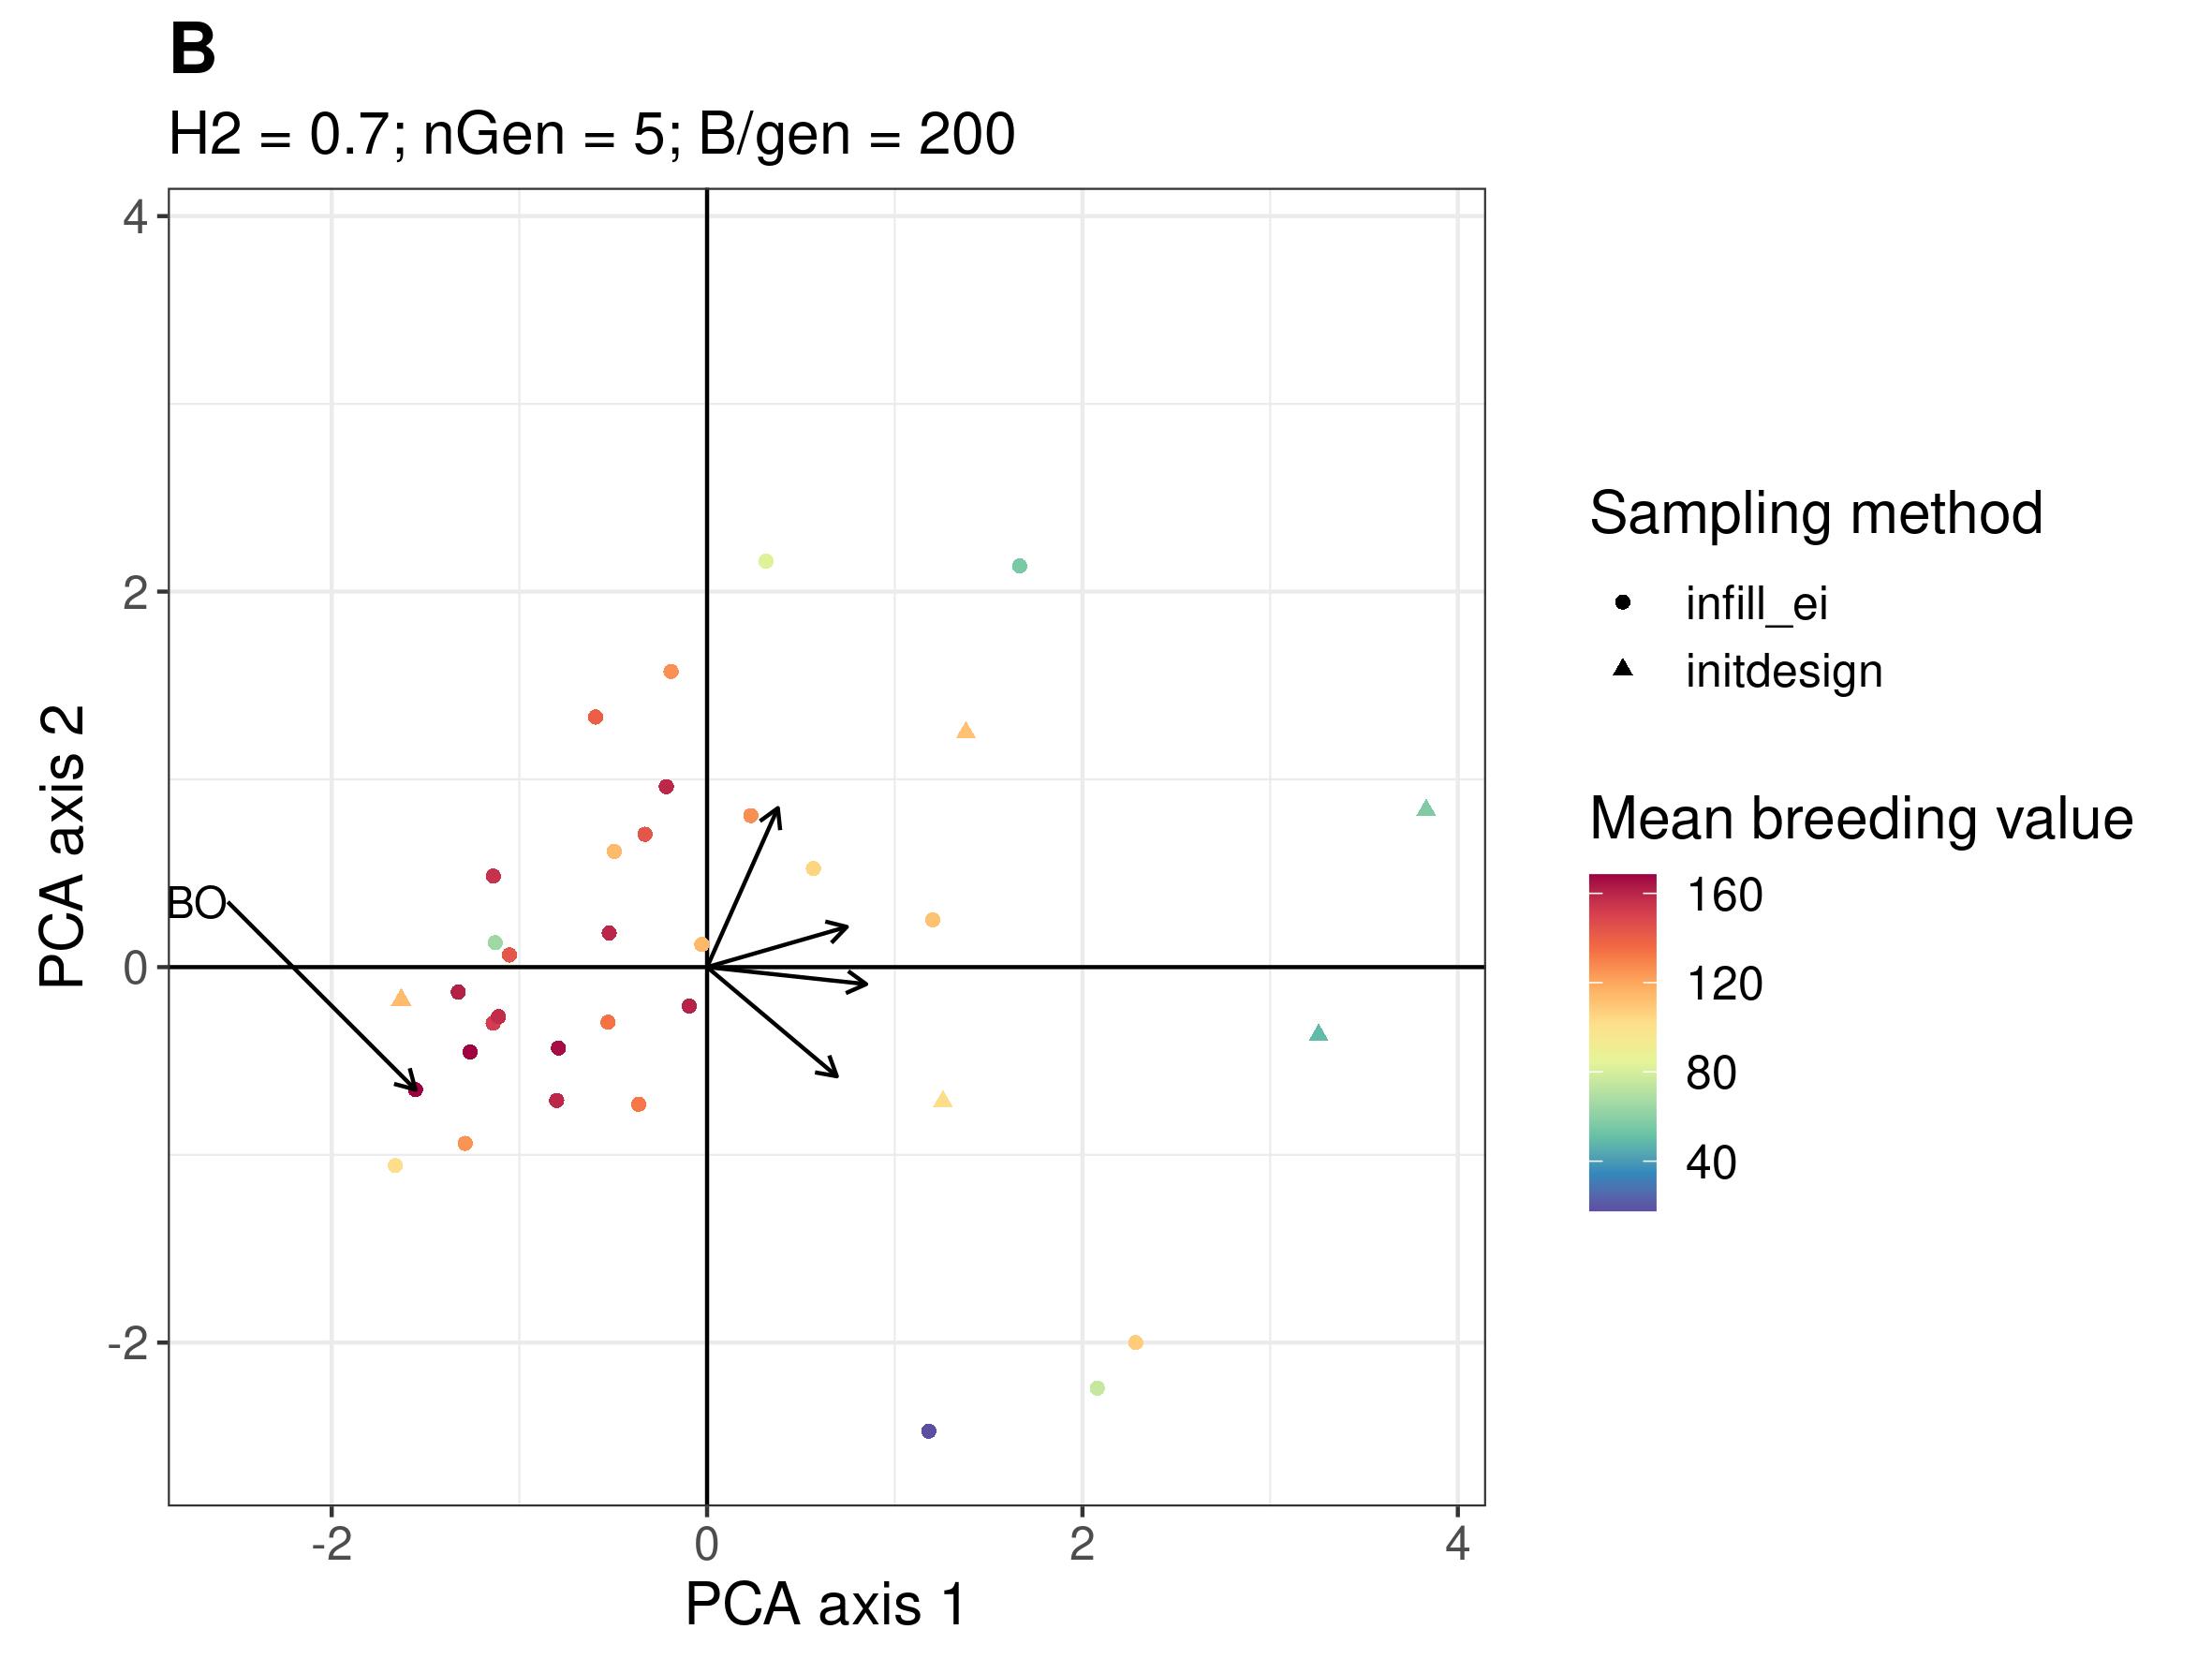 B
H2 = 0.7; nGen = 5; B/gen = 200
4
2
0
-2
PCA axis 2
BO
-2
0
2
4
PCA axis 1
Sampling method
infill_ei
initdesign
Mean breeding value
160
120
80
40